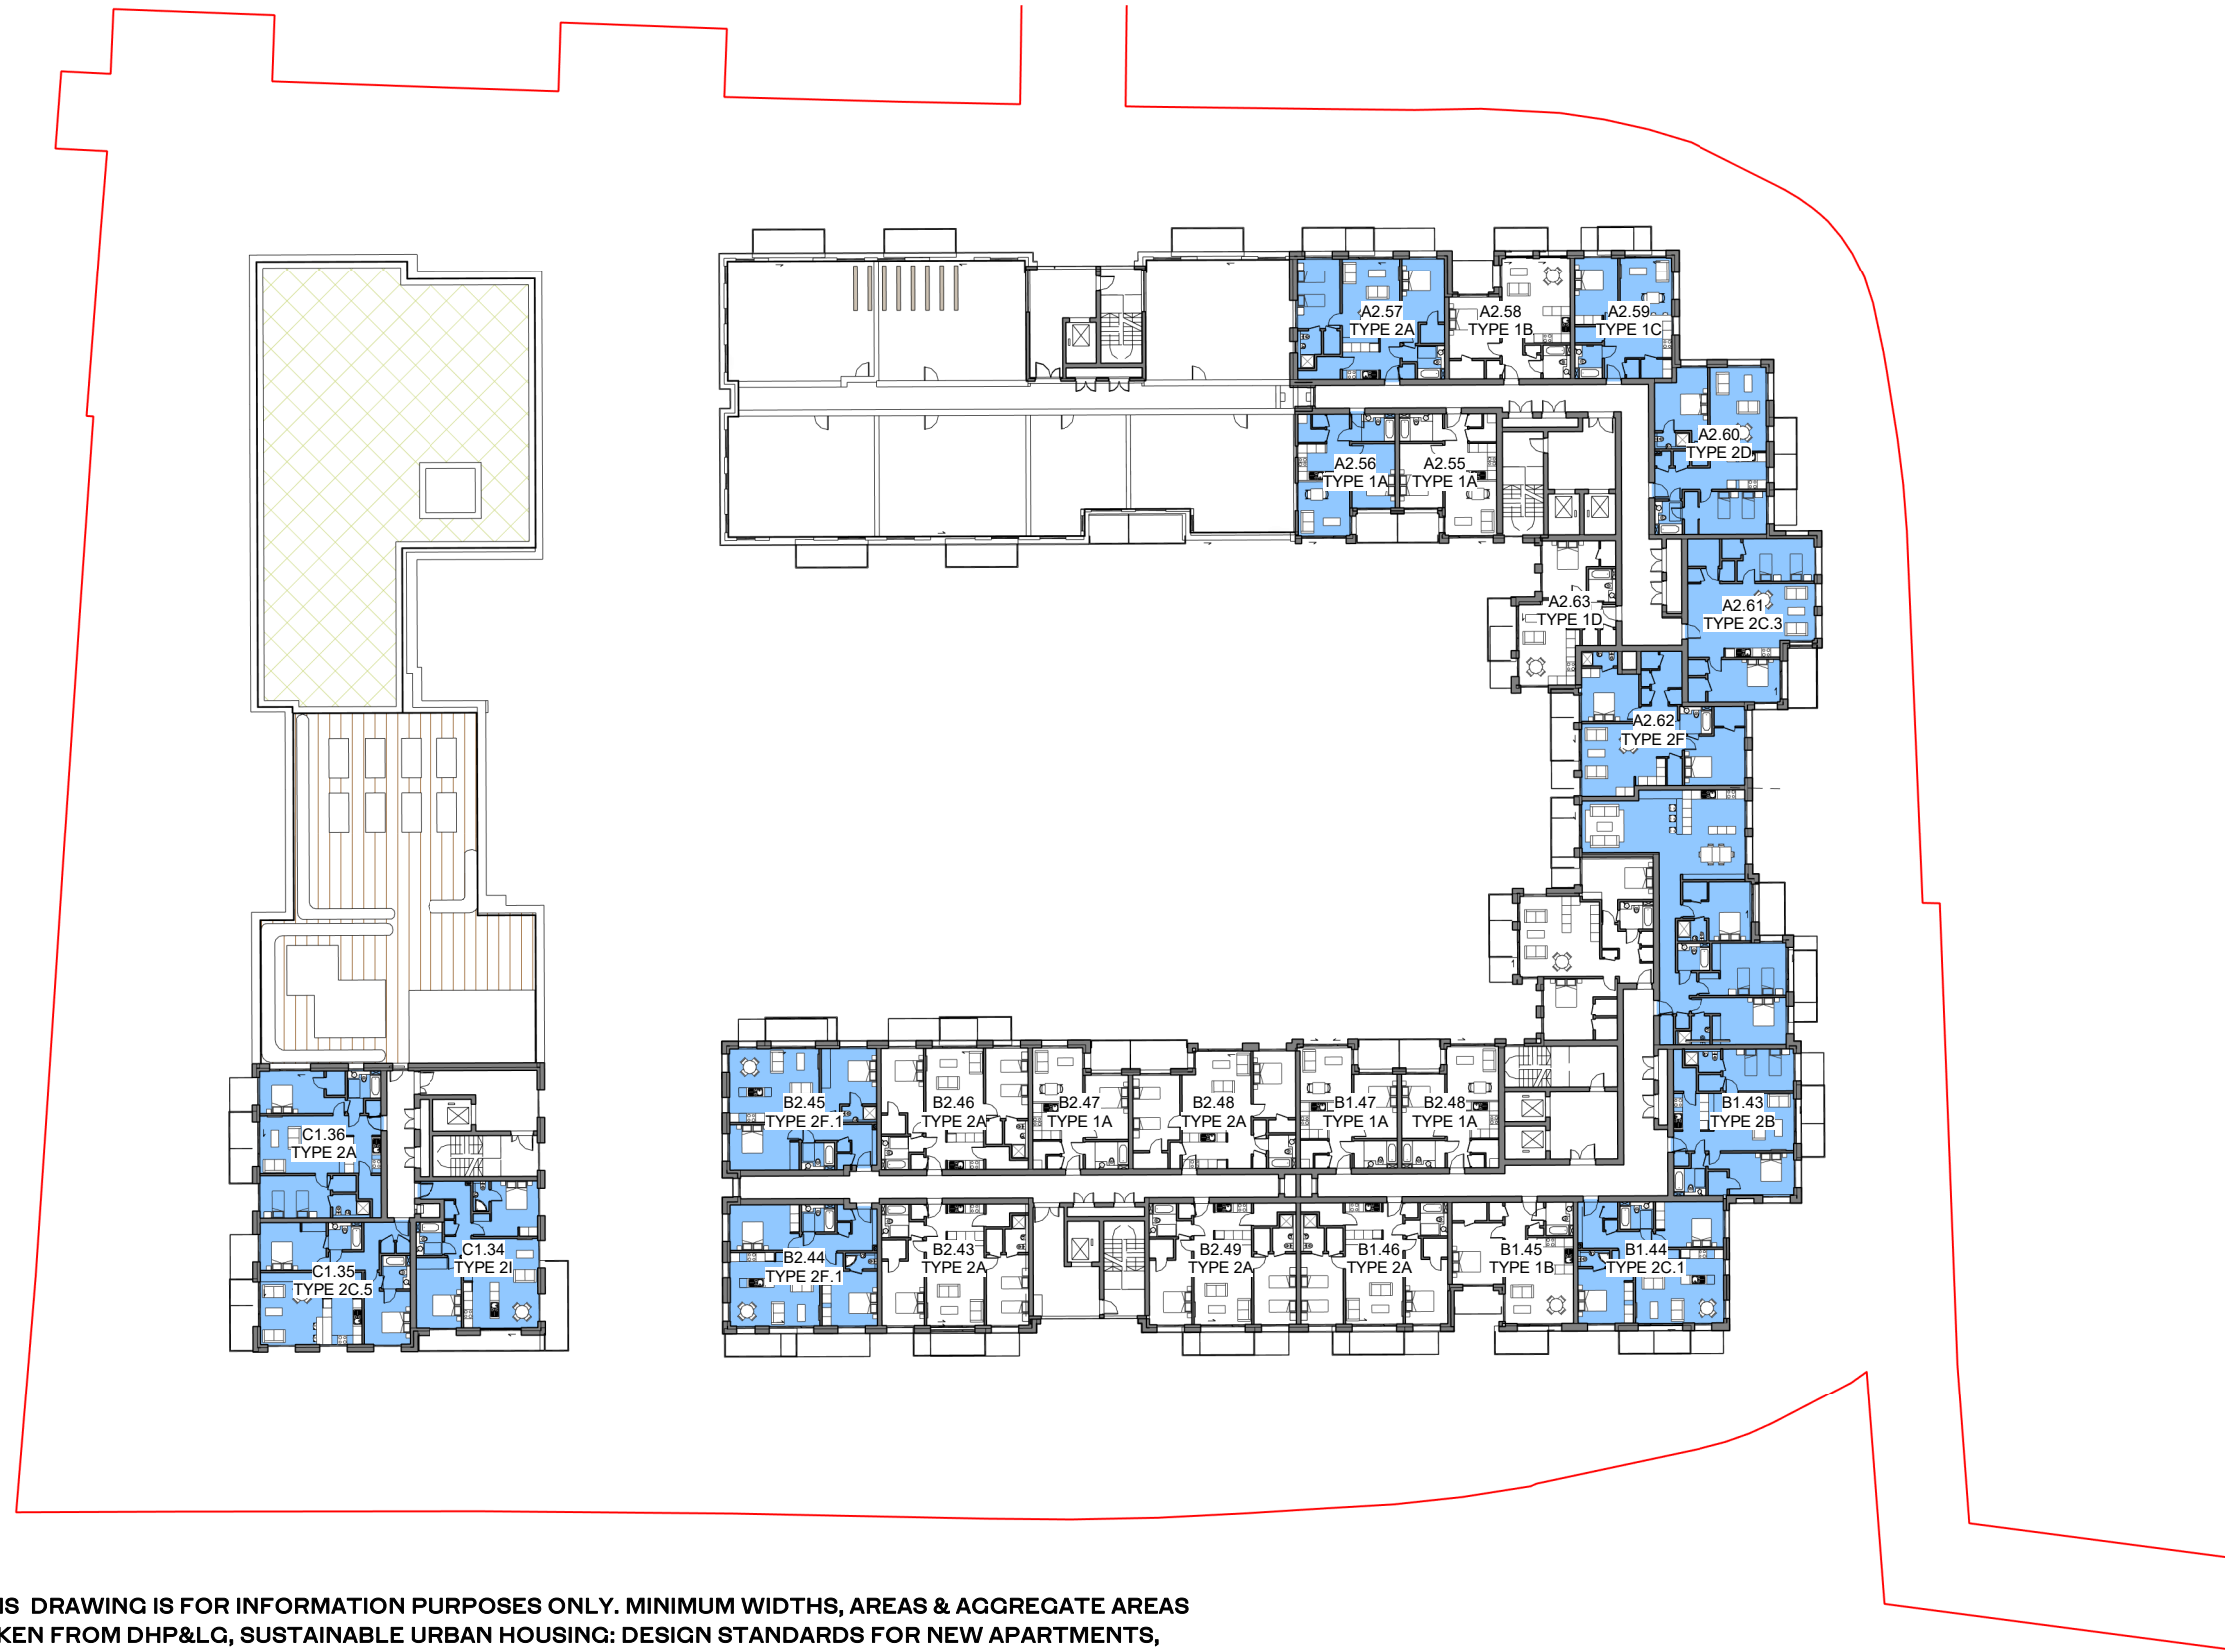 A2.57
TYPE 2A
A2.58
TYPE 1B
A2.59
TYPE 1C
A2.60
TYPE 2D
A2.56
TYPE 1A
A2.55
TYPE 1A
A2.63
TYPE 1D
A2.61
TYPE 2C.3
A2.62
TYPE 2F
B2.45
TYPE 2F.1
B2.46
TYPE 2A
B2.47
TYPE 1A
B2.48
TYPE 2A
B1.47
TYPE 1A
B2.48
TYPE 1A
B1.43
TYPE 2B
C1.36
TYPE 2A
C1.35
TYPE 2C.5
C1.34
TYPE 2I
B2.44
TYPE 2F.1
B2.43
TYPE 2A
B2.49
TYPE 2A
B1.46
TYPE 2A
B1.45
TYPE 1B
B1.44
TYPE 2C.1
IS DRAWING IS FOR INFORMATION PURPOSES ONLY. MINIMUM WIDTHS, AREAS & AGGREGATE AREAS
KEN FROM DHP&LG, SUSTAINABLE URBAN HOUSING: DESIGN STANDARDS FOR NEW APARTMENTS,